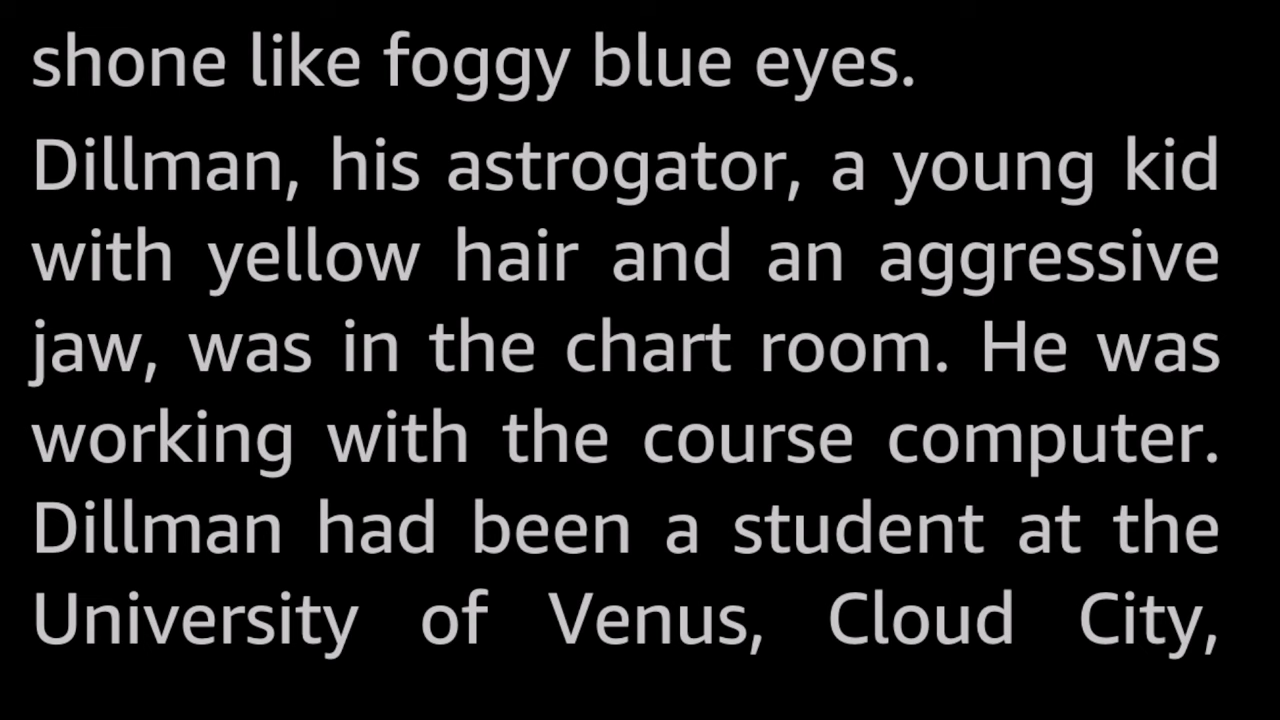 shone like foggy blue eyes.
Dillman, his astrogator, a young kid
with yellow hair and an aggressive
jaw, was in the chart room. He was
working with the course computer.
Dillman had been a student at the
University of Venus, Cloud City,